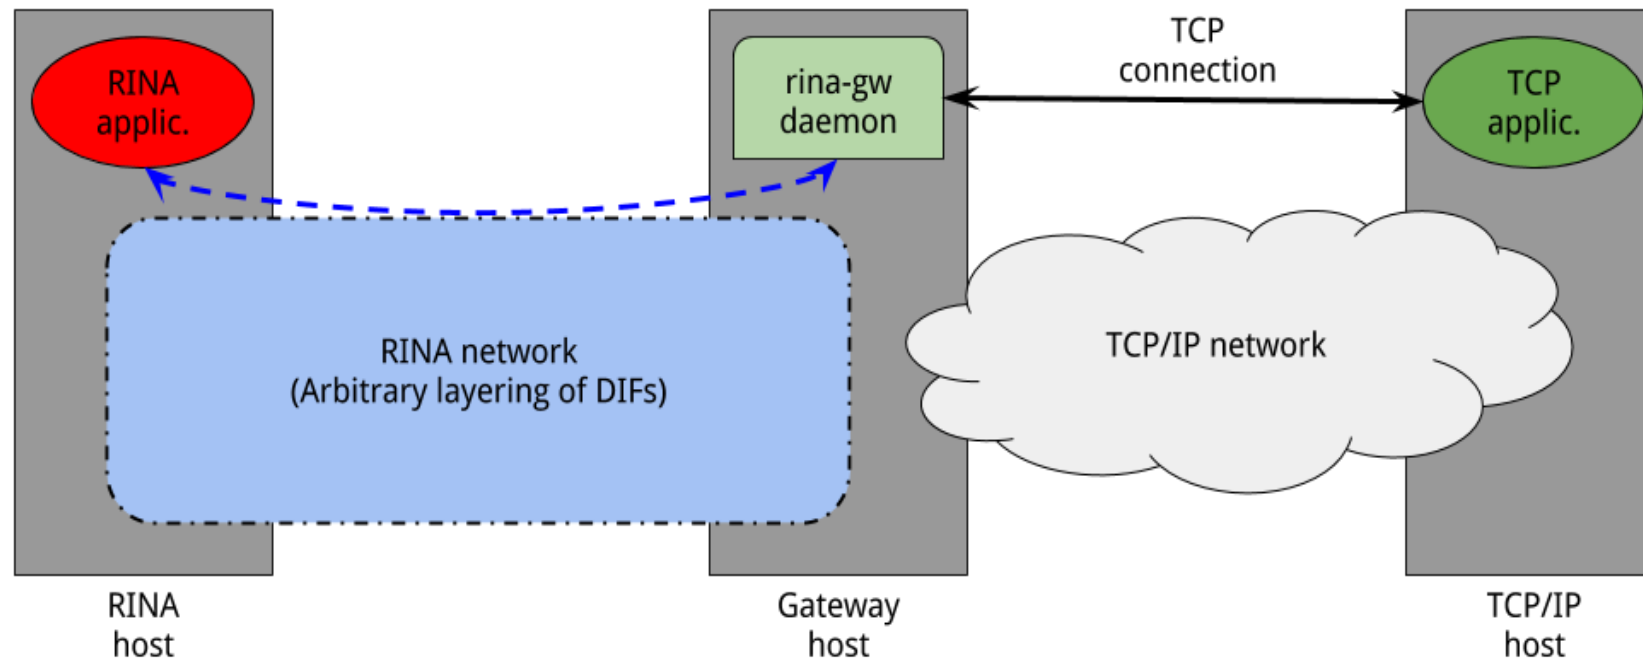 RINA
applic.
rina-gw
daemon
TCP
connection
TCP
applic.
RINA network
(Arbitrary layering of DIFs)
TCP/IP network
RINA
host
Gateway
host
TCP/IP
host